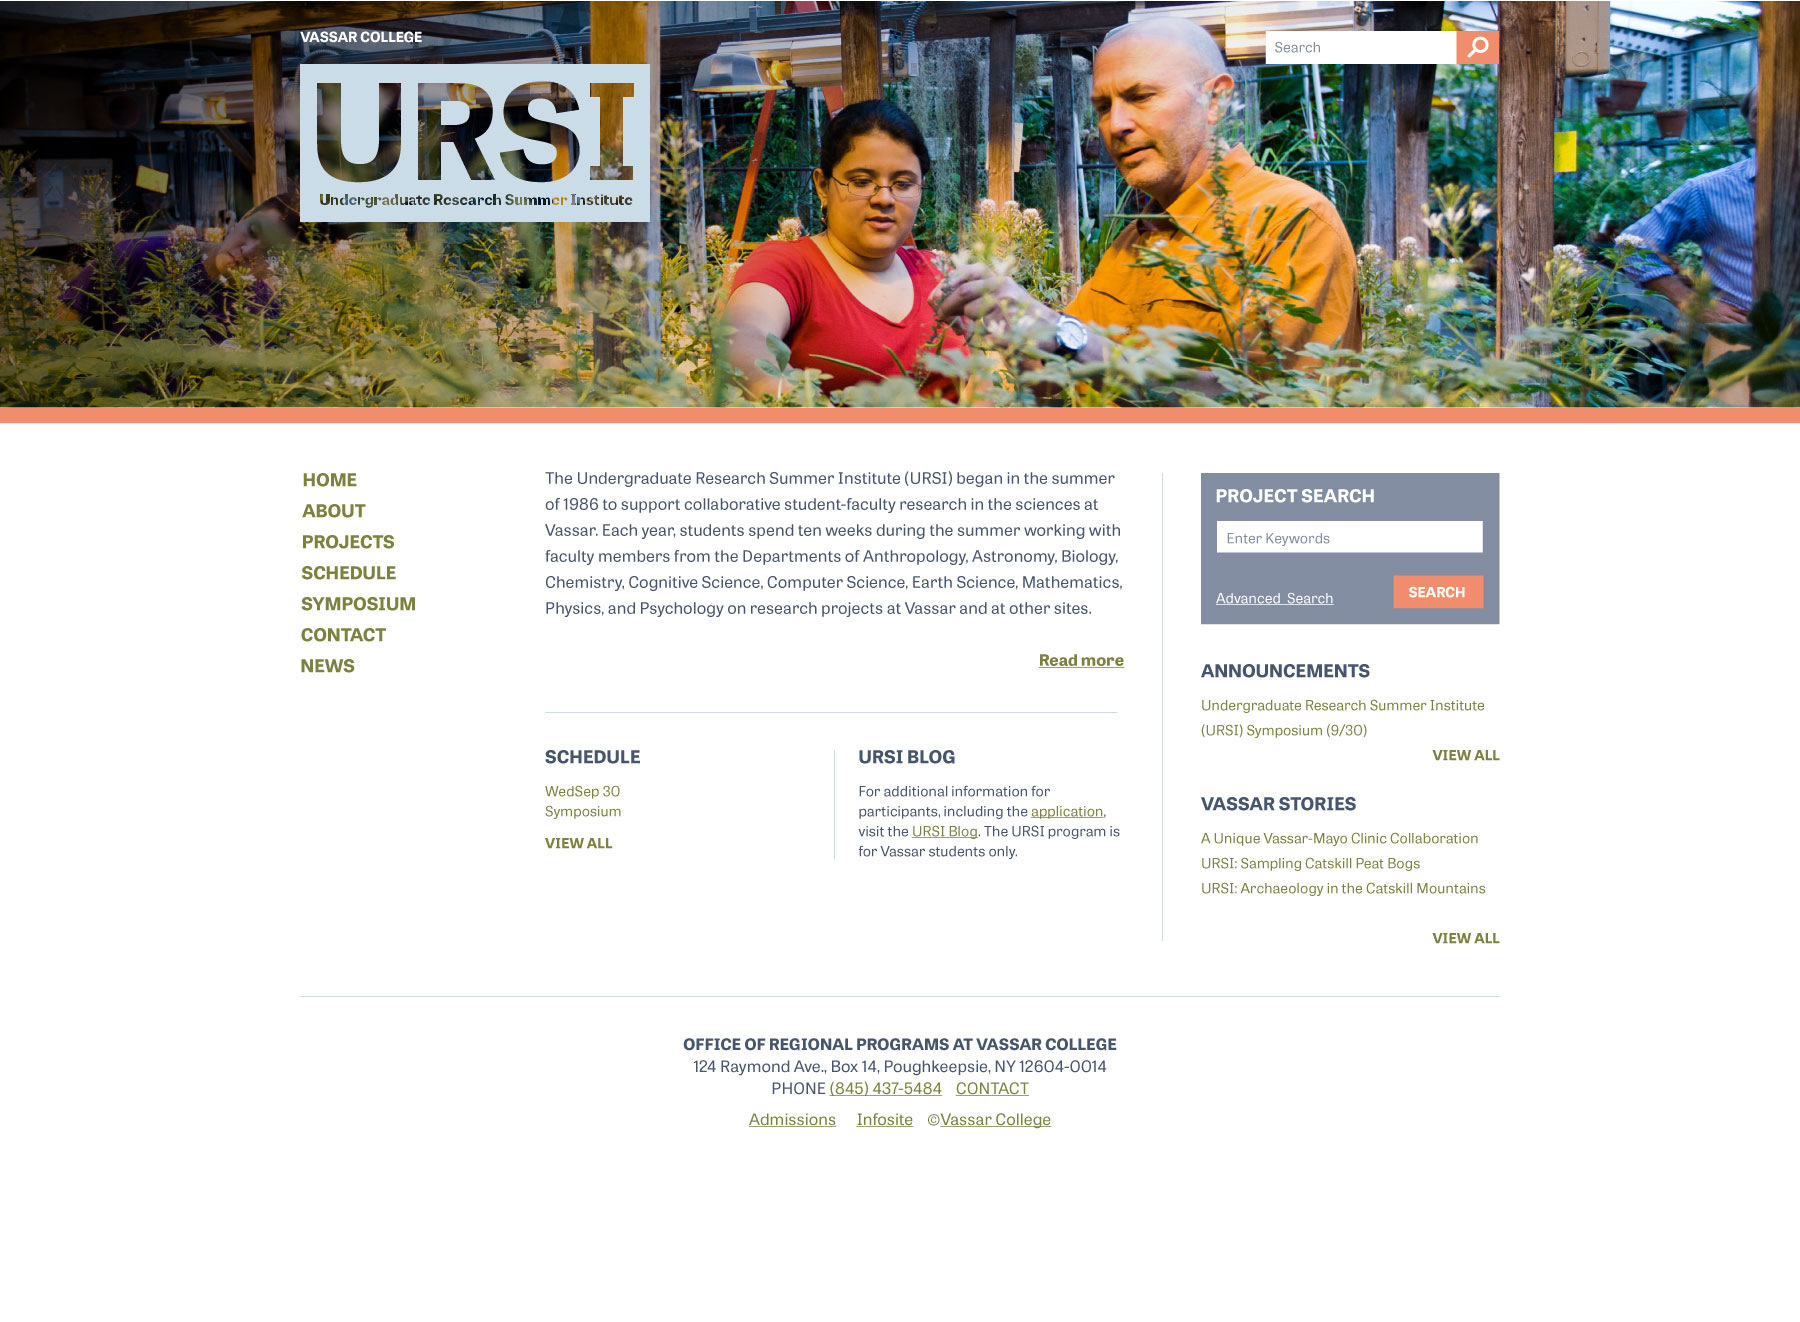 VASSAR COLLEGE
Search
URSI
Undergraduate Research Summer Institute
HOME
ABOUT
PROJECTS
SCHEDULE
SYMPOSIUM
CONTACT
NEWS
The Undergraduate Research Summer Institute (URSI) began in the summer
of 1986 to support collaborative student-faculty research in the sciences at
Vassar. Each year, students spend ten weeks during the summer working with
faculty members from the Departments of Anthropology, Astronomy, Biology,
Chemistry, Cognitive Science, Computer Science, Earth Science, Mathematics,
Physics, and Psychology on research projects at Vassar and at other sites.
Read more
SCHEDULE
WedSep 30
Symposium
VIEW ALL
URSI BLOG
For additional information for
participants, including the application,
visit the URSI Blog. The URSI program is
for Vassar students only.
PROJECT SEARCH
Enter Keywords
Advanced Search
SEARCH
ANNOUNCEMENTS
Undergraduate Research Summer Institute
(URSI) Symposium (9/30)
VIEW ALL
VASSAR STORIES
A Unique Vassar-Mayo Clinic Collaboration
URSI: Sampling Catskill Peat Bogs
URSI: Archaeology in the Catskill Mountains
VIEW ALL
OFFICE OF REGIONAL PROGRAMS AT VASSAR COLLEGE
124 Raymond Ave., Box 14, Poughkeepsie, NY 12604-0014
PHONE (845) 437-5484 CONTACT
Admissions Infosite ©Vassar College